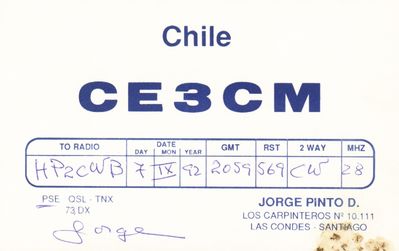 Chile
CE3CM
TO RADIO DATE DAY MON YEAR GMT RST 2 WAY MHZ
HP2CWB 7 IX 92 2059 569 CW 28
PSE QSL - TNX
73 DX
Jorge
JORGE PINTO D.
LOS CARPINTEROS Nº 10.111
LAS CONDES - SANTIAGO